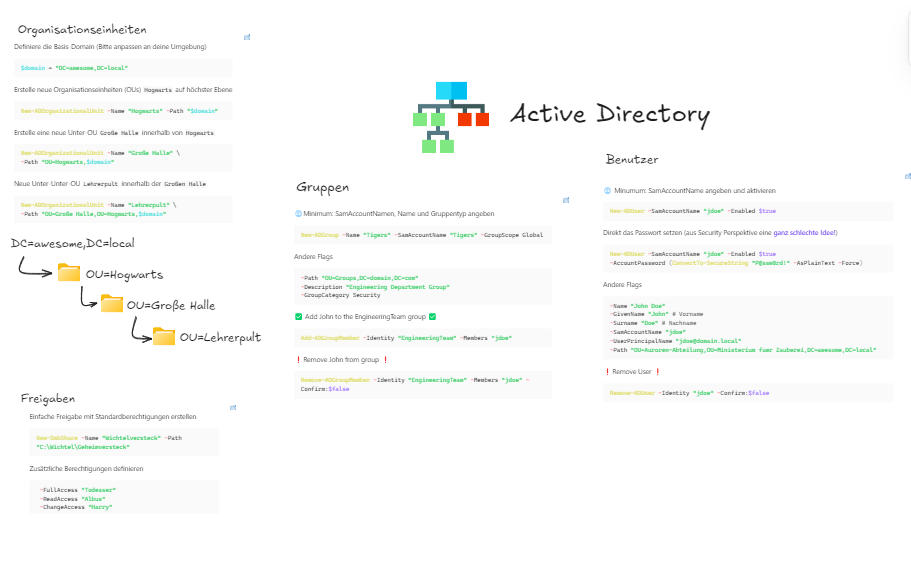 Organisationseinheiten
Definiere die Basis Domain (Bitte anpassen an deine Umgebung)
$domain = "DC=awesome,DC=local"
Erstelle neue Organisationseinheiten (OUs) Hogwarts auf höchster Ebene
New-ADOrganizationalUnit -Name "Hogwarts" -Path "$domain"
Erstelle eine neue Unter OU Große Halle innerhalb von Hogwarts
New-ADOrganizationalUnit -Name "Große Halle" \
-Path "OU=Hogwarts,$domain"
Neue Unter-Unter-OU Lehrerpult innerhalb der Großen Halle
New-ADOrganizationalUnit -Name "Lehrerpult" \
-Path "OU=Große Halle,OU=Hogwarts,$domain"
DC=awesome,DC=local
OU=Hogwarts
OU=Große Halle
OU=Lehrerpult
Freigaben
Einfache Freigabe mit Standardberechtigungen erstellen
New-SmbShare -Name "Wichtelversteck" -Path
"C:\Wichtel\Geheimversteck"
Zusätzliche Berechtigungen definieren
-FullAccess "Todesser"
-ReadAccess "Albus"
-ChangeAccess "Harry"
Active Directory
Gruppen
Minimum: SamAccountNamen, Name und Gruppentyp angeben
New-ADGroup -Name "Tigers" -SamAccountName "Tigers" -GroupScope Global
Andere Flags
-Path "OU=Groups,DC=domain,DC=com"
-Description "Engineering Department Group"
-GroupCategory Security
✅ Add John to the EngineeringTeam group ✅
Add-ADGroupMember -Identity "EngineeringTeam" -Members "jdoe"
❗ Remove John from group ❗
Remove-ADGroupMember -Identity "EngineeringTeam" -Members "jdoe" -
Confirm:$false
Benutzer
Minumum: SamAccountName angeben und aktivieren
New-ADUser -SamAccountName "jdoe" -Enabled $true
Direkt das Passwort setzen (aus Security Perspektive eine ganz schlechte Idee!)
New-ADUser -SamAccountName "jdoe" -Enabled $true
-AccountPassword (ConvertTo-SecureString "P@ssw0rd!" -AsPlainText -Force)
Andere Flags
-Name "John Doe"
-GivenName "John" # Vorname
-Surname "Doe" # Nachname
-SamAccountName "jdoe"
-UserPrincipalName "jdoe@domain.local"
-Path "OU=Auroren-Abteilung,OU=Ministerium fuer Zauberei,DC=awesome,DC=local"
❗ Remove User ❗
Remove-ADUser -Identity "jdoe" -Confirm:$false